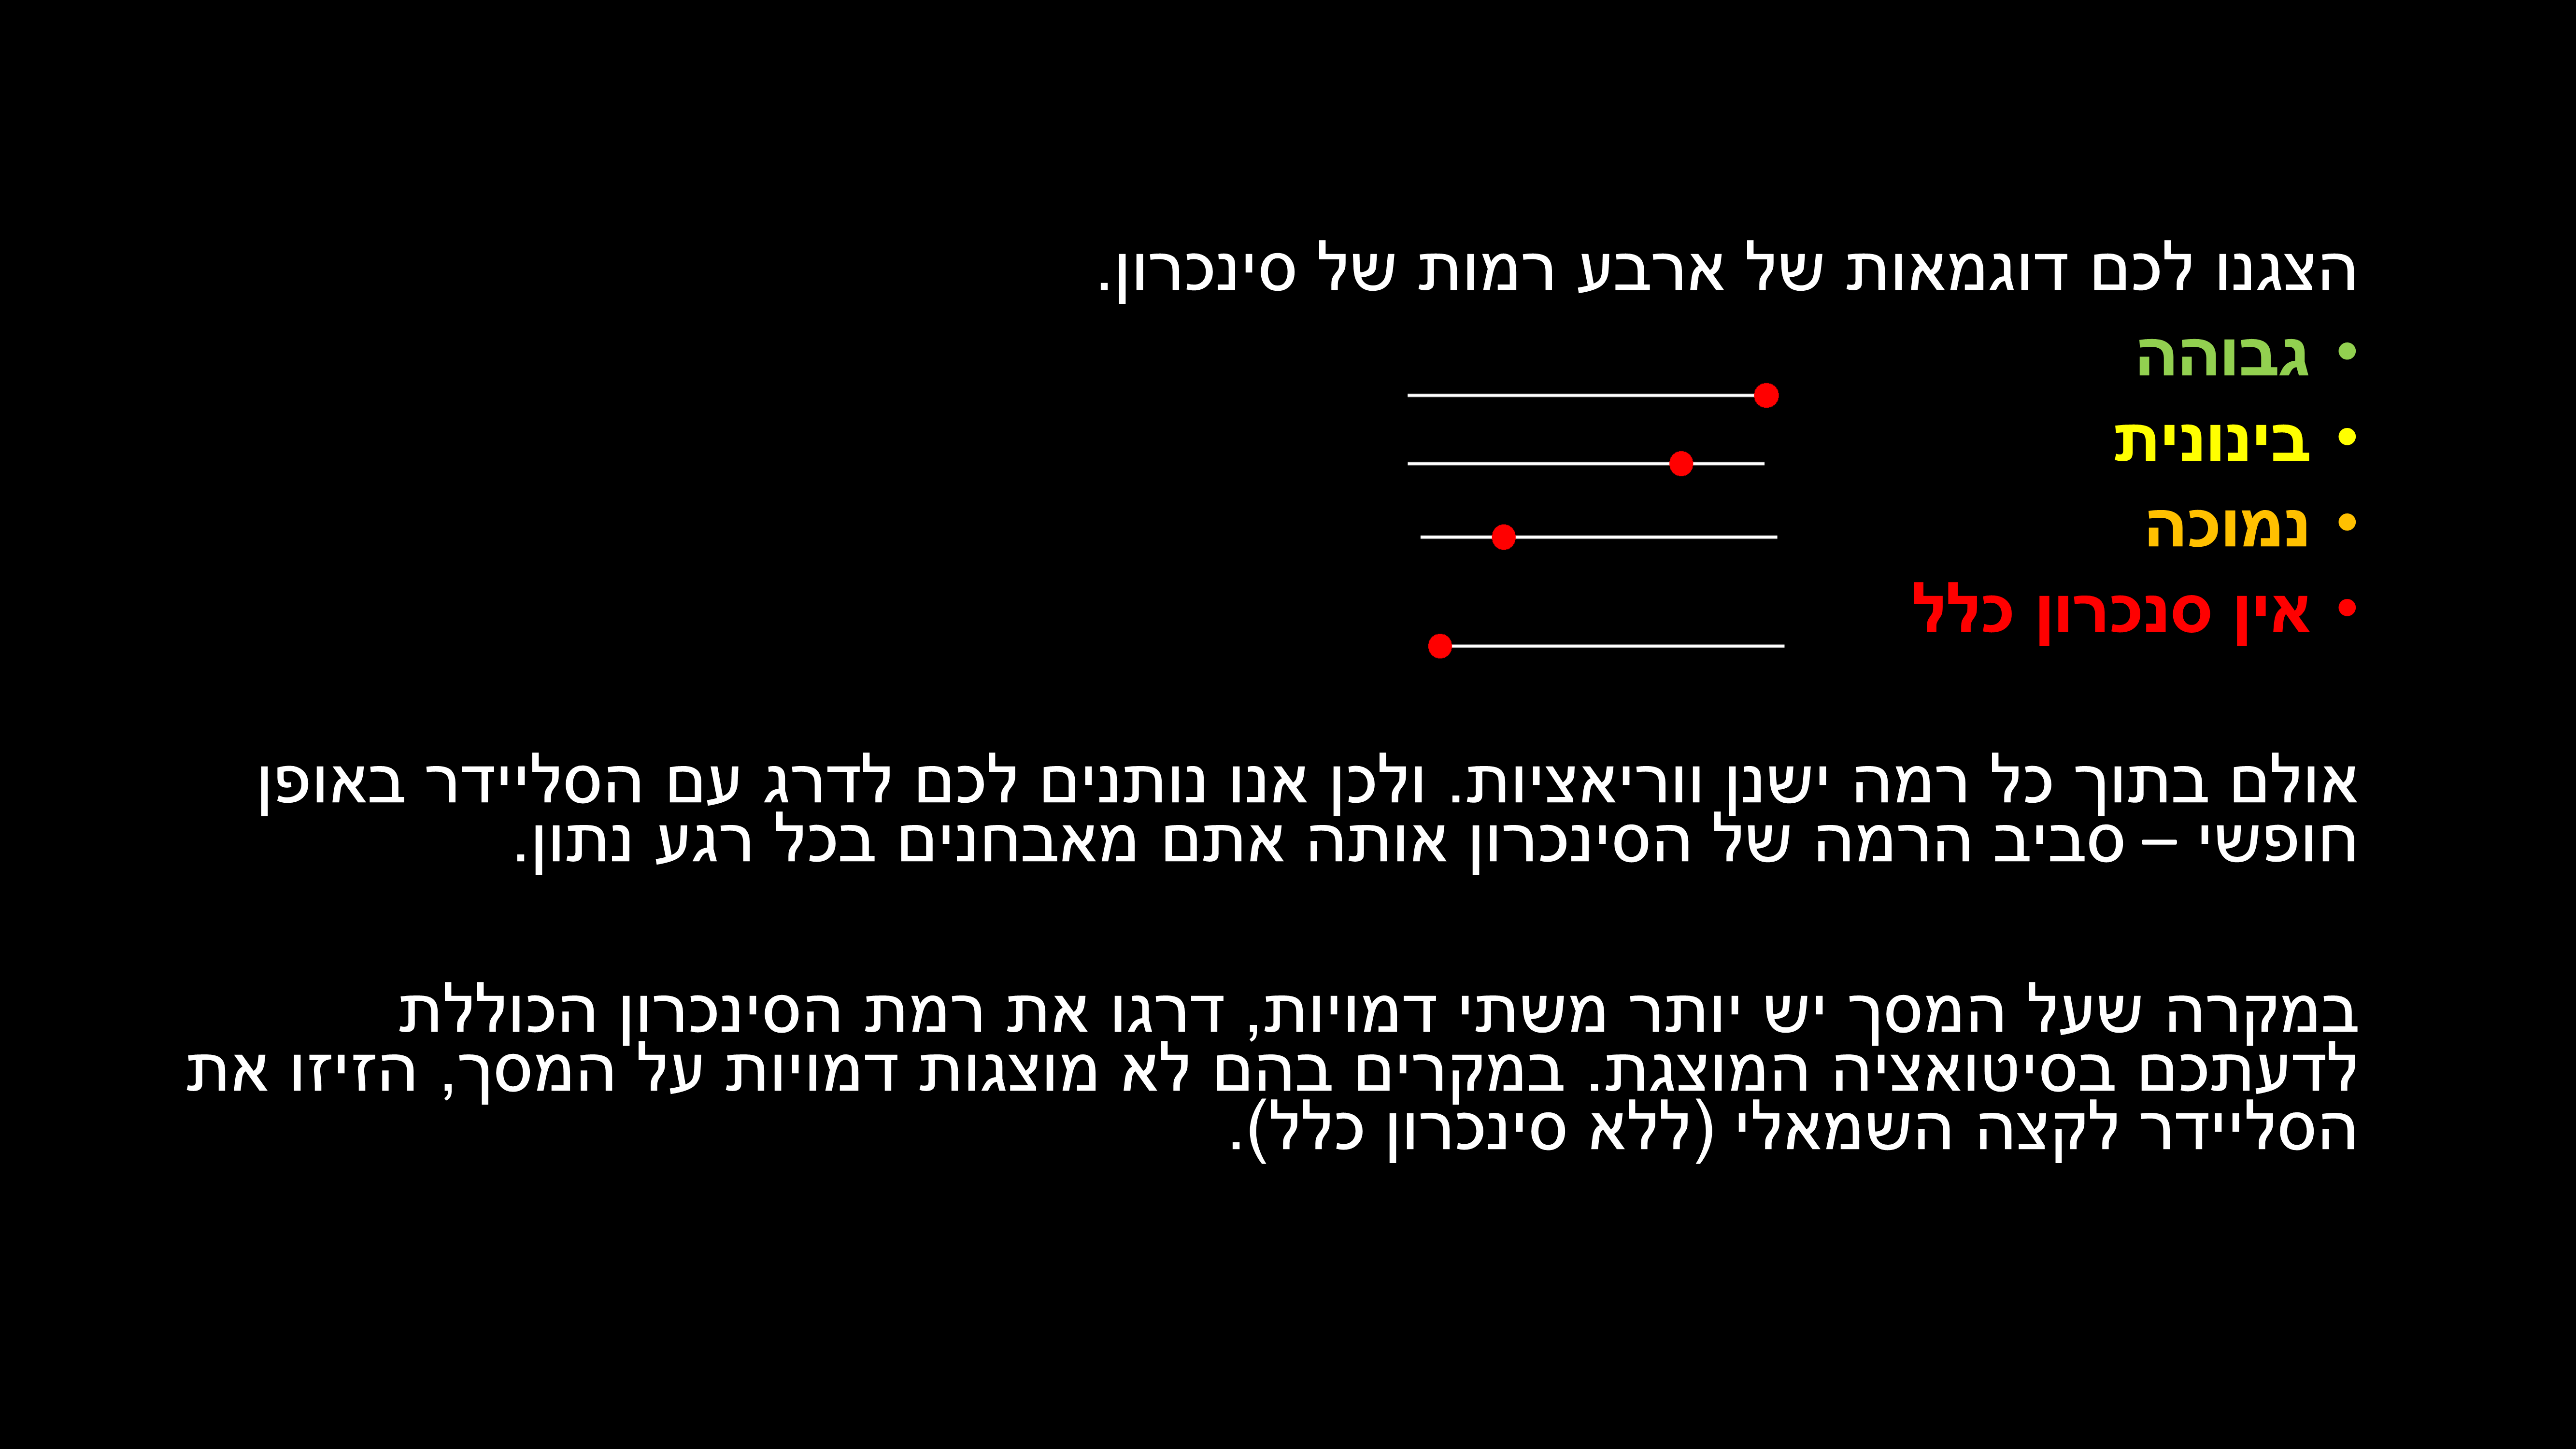 הצגנו לכם דוגמאות של ארבע רמות של סינכרון.
• גבוהה
• בינונית
• נמוכה
• אין סנכרון כלל
אולם בתוך כל רמה ישנן ווריאציות. ולכן אנו נותנים לכם לדרג עם הסליידר באופן
חופשי – סביב הרמה של הסינכרון אותה אתם מאבחנים בכל רגע נתון.
במקרה שעל המסך יש יותר משתי דמויות, דרגו את רמת הסינכרון הכוללת
לדעתכם בסיטואציה המוצגת. במקרים בהם לא מוצגות דמויות על המסך, הזיזו את
הסליידר לקצה השמאלי (ללא סינכרון כלל).